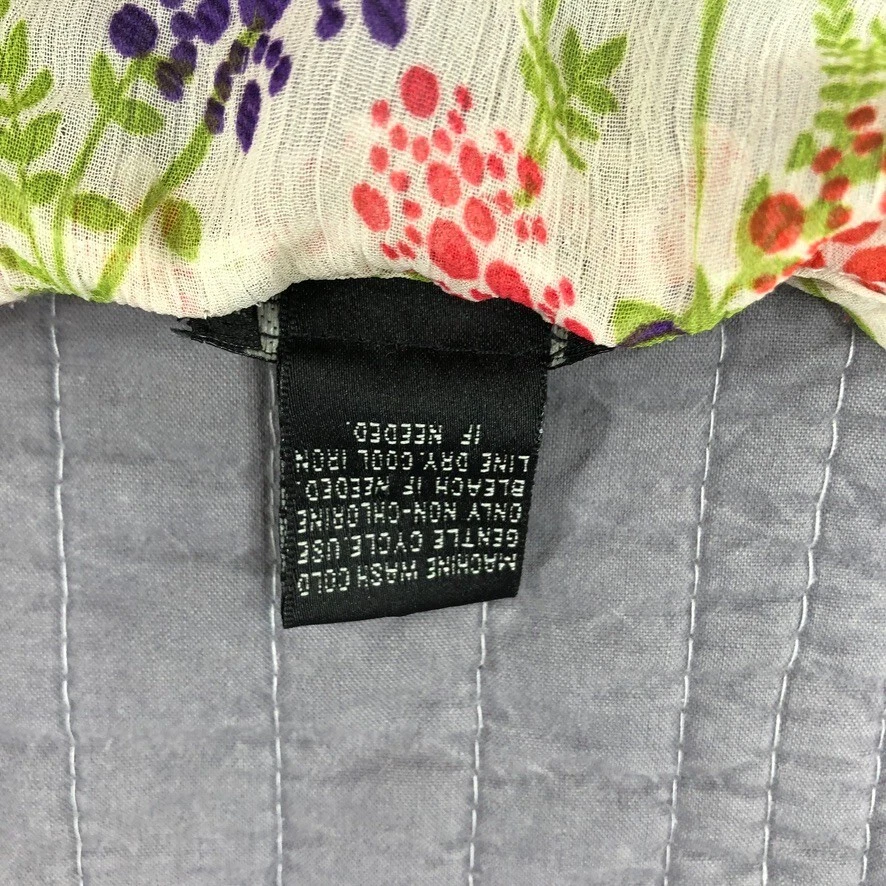 MACHINE WASH COLD
GENTLE CYCLE USE
ONLY NON-CHLORINE
BLEACH IF NEEDED.
LINE DRY. COOL IRON
IF NEEDED.